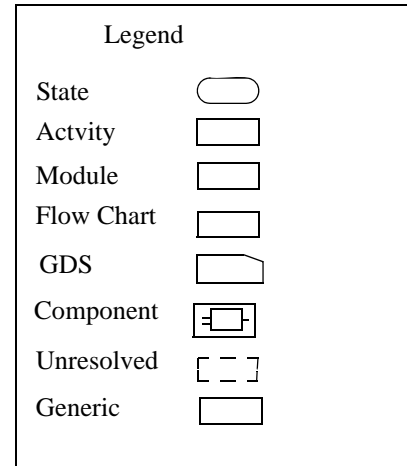 Legend
State
Actvity
Module
Flow Chart
GDS
Component
Unresolved
Generic